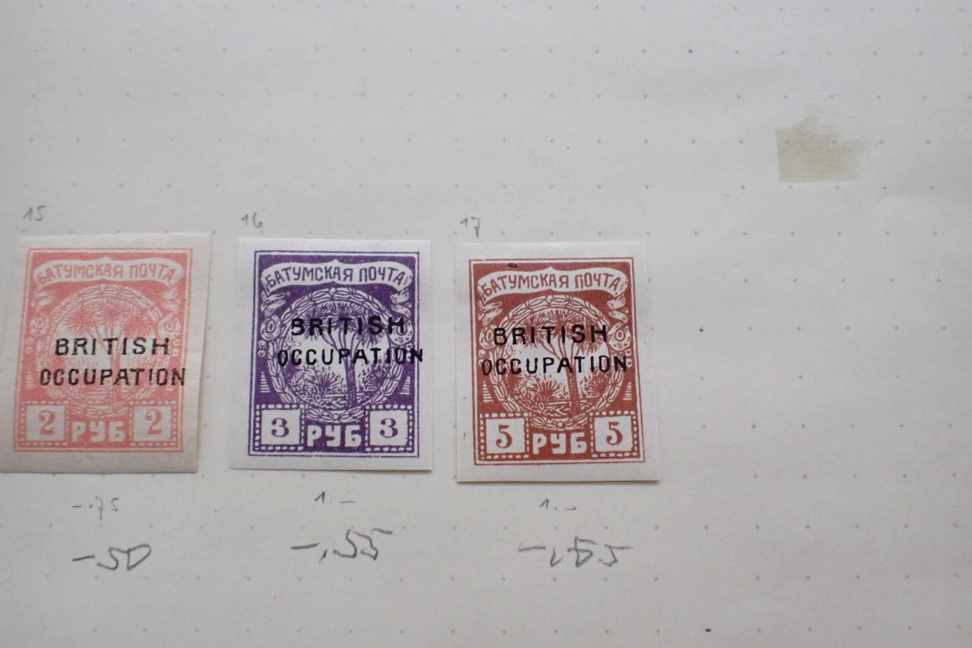 15
16
17
БАТУМСКАЯ ПОЧТА
BRITISH
OCCUPATION
2 РУБ 2
БАТУМСКАЯ ПОЧТА
BRITISH
OCCUPATION
3 РУБ 3
БАТУМСКАЯ ПОЧТА
BRITISH
OCCUPATION
5 РУБ 5
-.75
1.-
1.-
-50
-,55